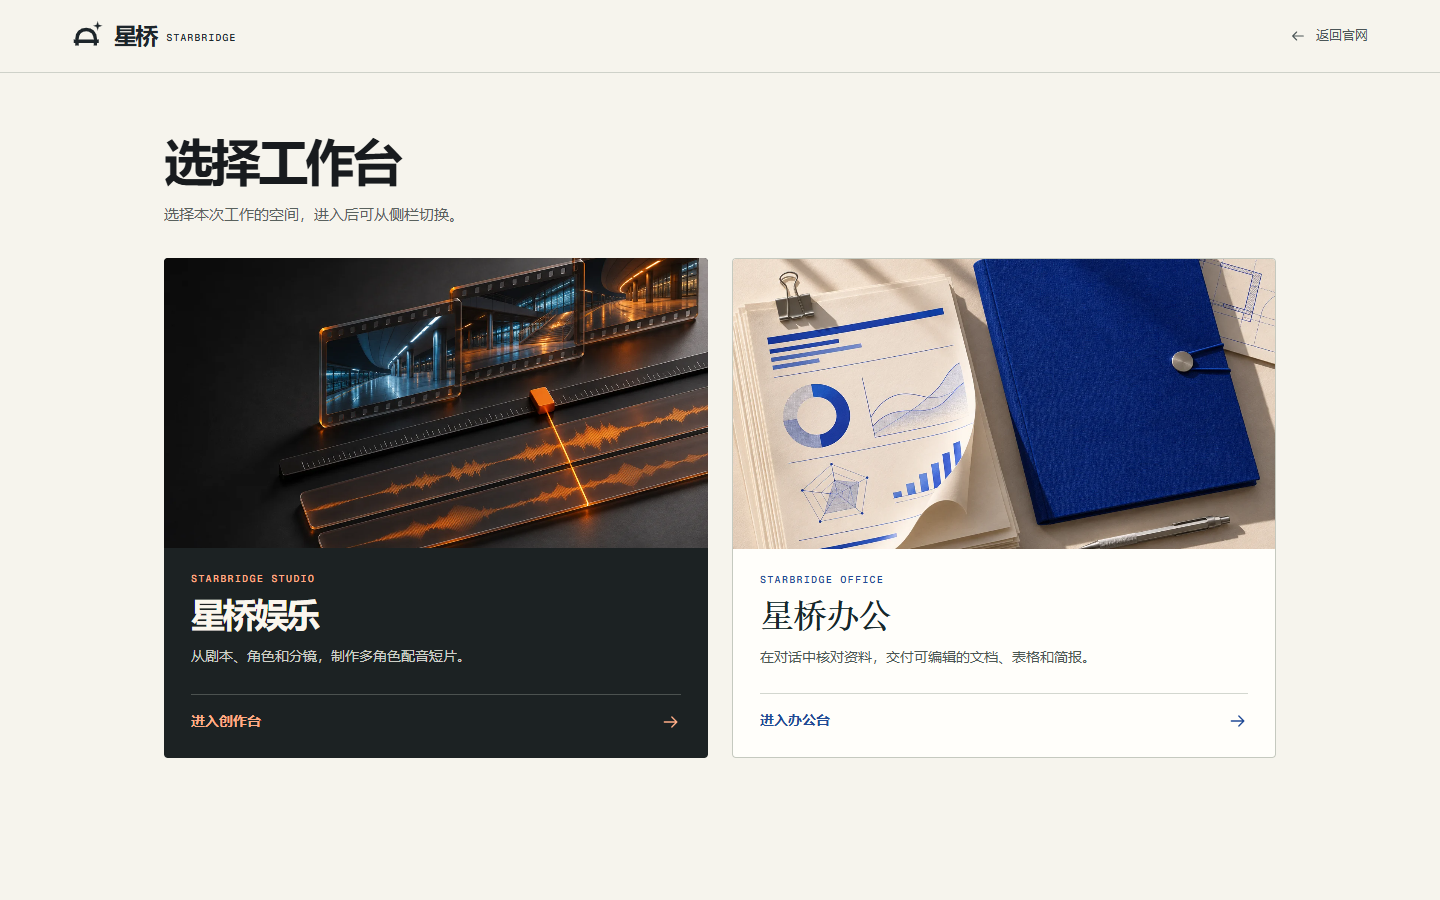 星桥 STARBRIDGE
返回官网
选择工作台
选择本次工作的空间，进入后可从侧栏切换。
STARBRIDGE STUDIO
星桥娱乐
从剧本、角色和分镜，制作多角色配音短片。
进入创作台
STARBRIDGE OFFICE
星桥办公
在对话中核对资料，交付可编辑的文档、表格和简报。
进入办公台